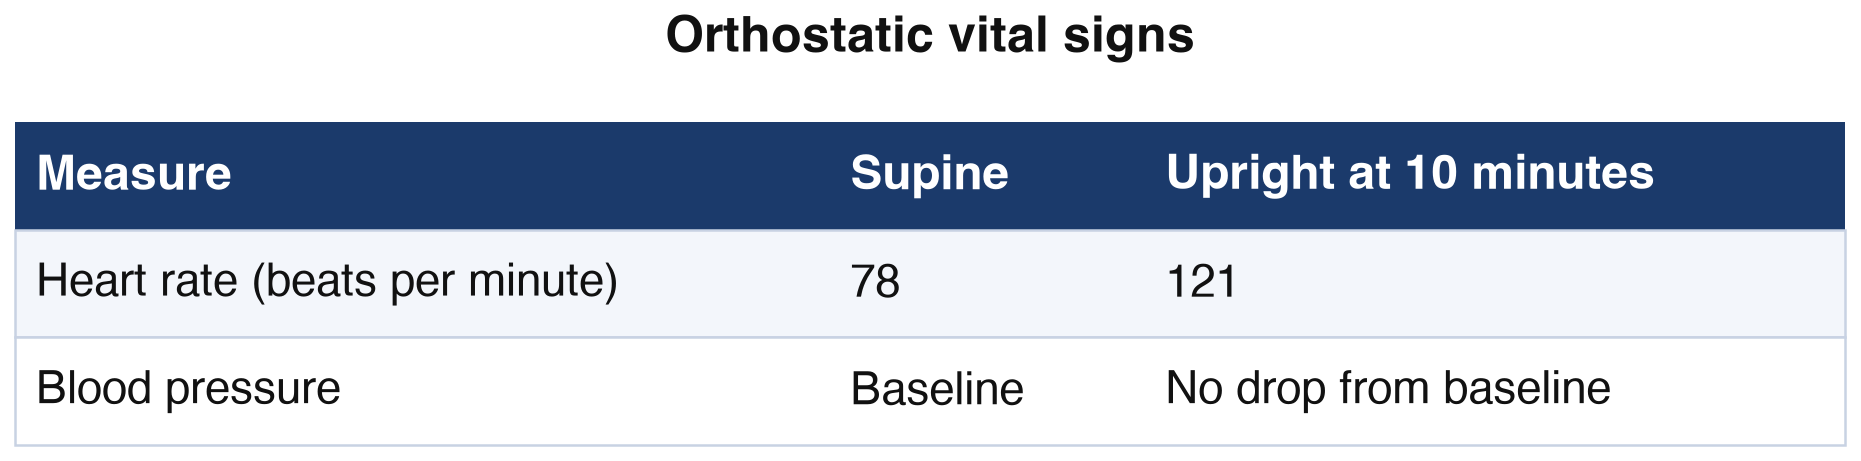 Orthostatic vital signs
Measure Supine Upright at 10 minutes
Heart rate (beats per minute) 78 121
Blood pressure Baseline No drop from baseline